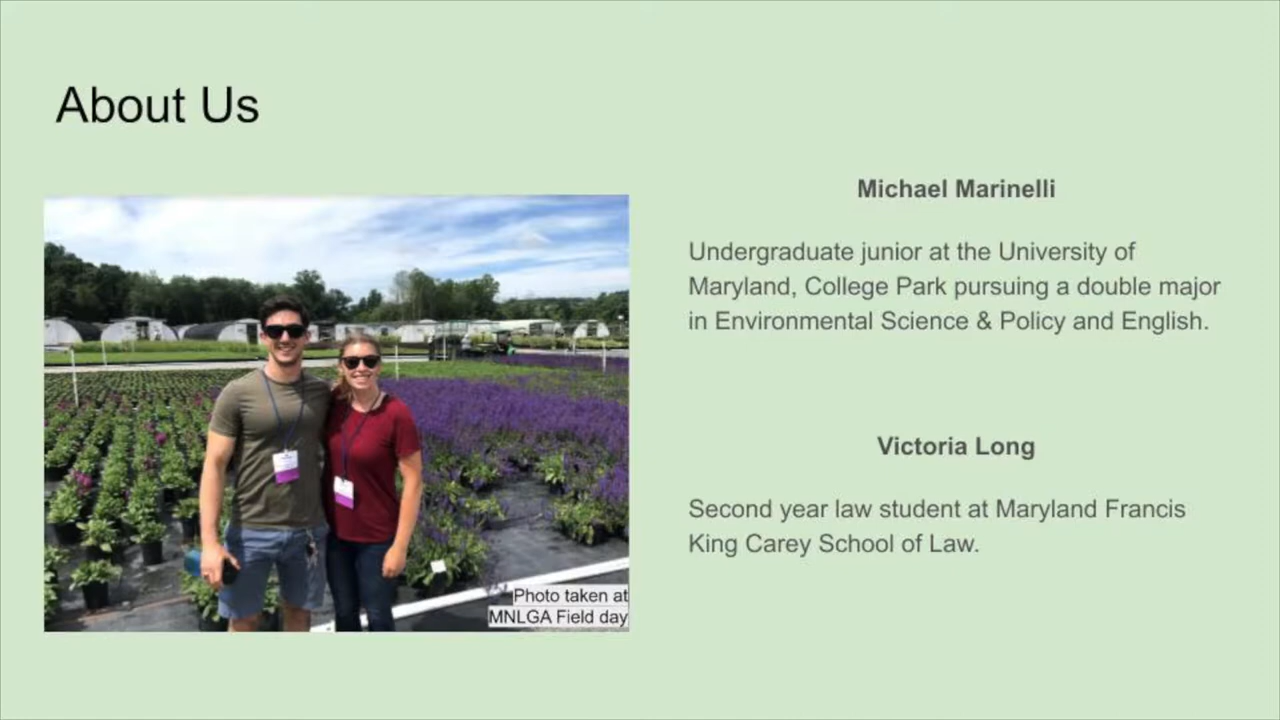 About Us
Michael Marinelli
Undergraduate junior at the University of
Maryland, College Park pursuing a double major
in Environmental Science & Policy and English.
Victoria Long
Second year law student at Maryland Francis
King Carey School of Law.
Photo taken at
MNLGA Field day